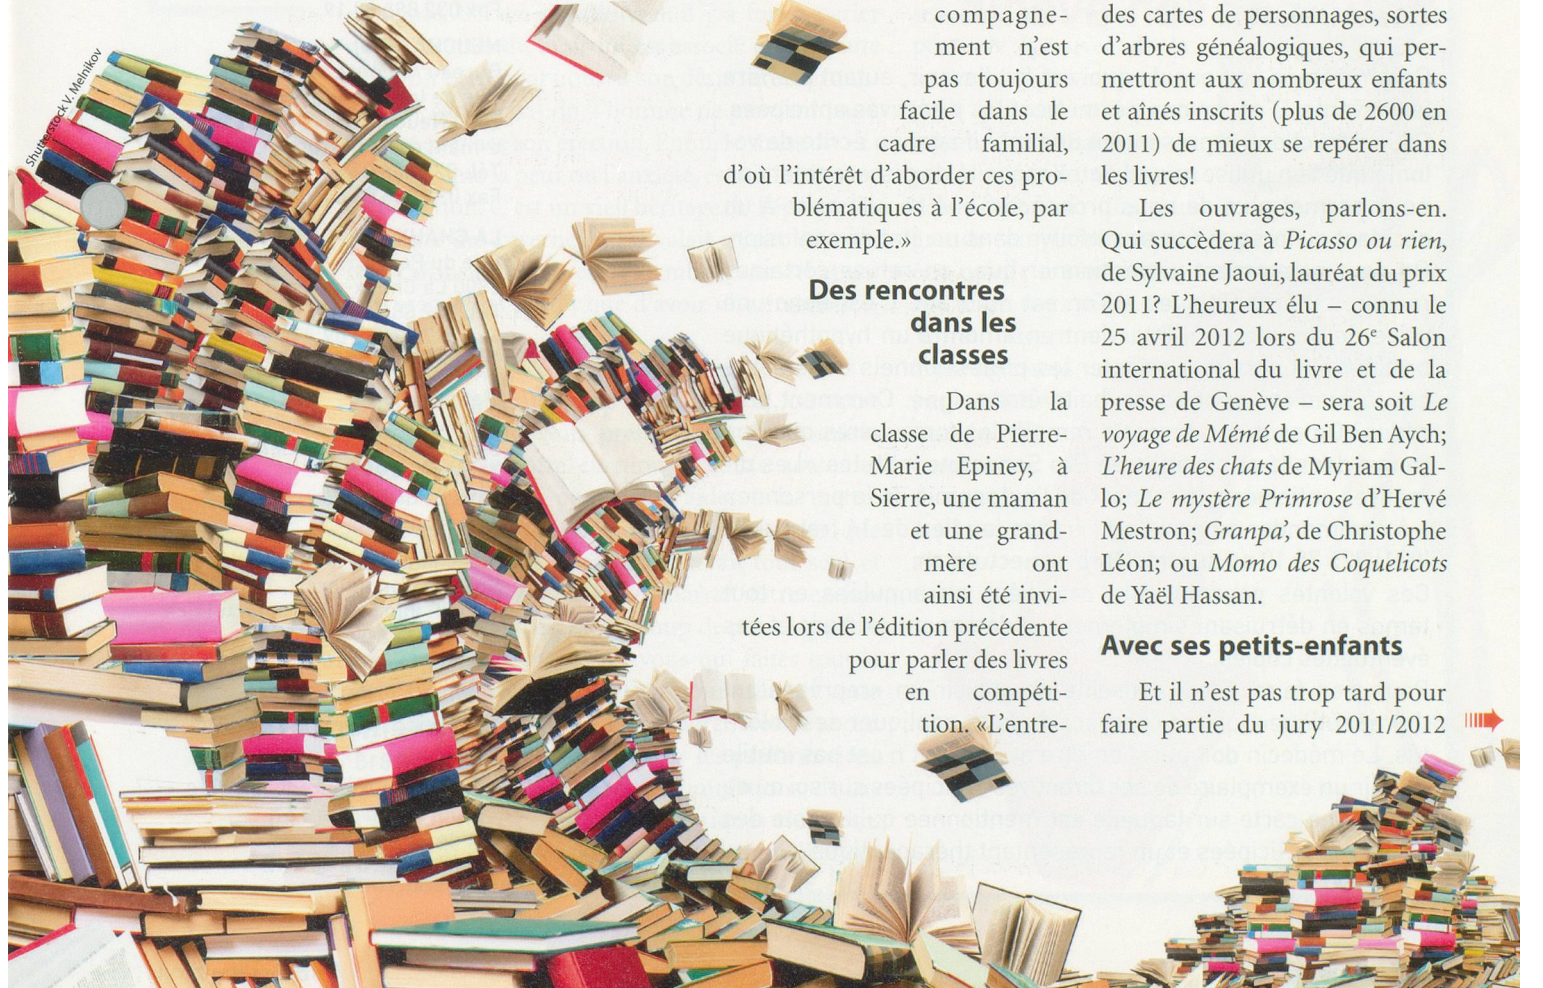 Shutterstock V. Melnikov
compagne-
ment n’est
pas toujours
facile dans le
cadre familial,
d’où l’intérêt d’aborder ces pro-
blématiques à l’école, par
exemple.»
Des rencontres
dans les
classes
Dans la
classe de Pierre-
Marie Epiney, à
Sierre, une maman
et une grand-
mère ont
ainsi été invi-
tées lors de l’édition précédente
pour parler des livres
en compéti-
tion. «L’entre-
des cartes de personnages, sortes
d’arbres généalogiques, qui per-
mettront aux nombreux enfants
et aînés inscrits (plus de 2600 en
2011) de mieux se repérer dans
les livres!
Les ouvrages, parlons-en.
Qui succèdera à Picasso ou rien,
de Sylvaine Jaoui, lauréat du prix
2011? L’heureux élu – connu le
25 avril 2012 lors du 26e Salon
international du livre et de la
presse de Genève – sera soit Le
voyage de Mémé de Gil Ben Aych;
L’heure des chats de Myriam Gal-
lo; Le mystère Primrose d’Hervé
Mestron; Granpa’, de Christophe
Léon; ou Momo des Coquelicots
de Yaël Hassan.
Avec ses petits-enfants
Et il n’est pas trop tard pour
faire partie du jury 2011/2012